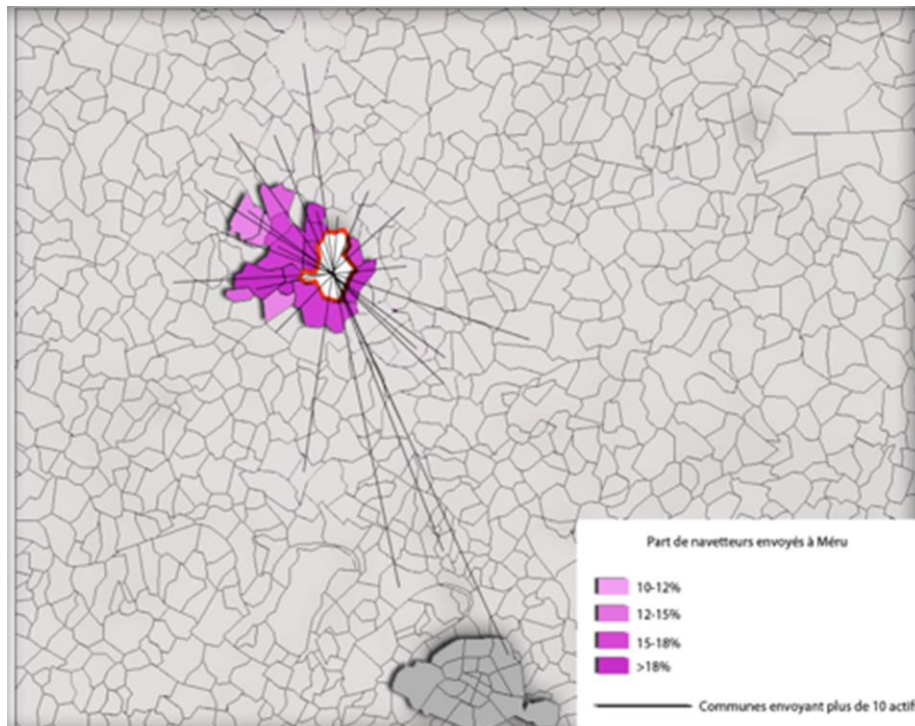 Part de navetteurs envoyés à Méru
10-12%
12-15%
15-18%
>18%
Communes envoyant plus de 10 actif